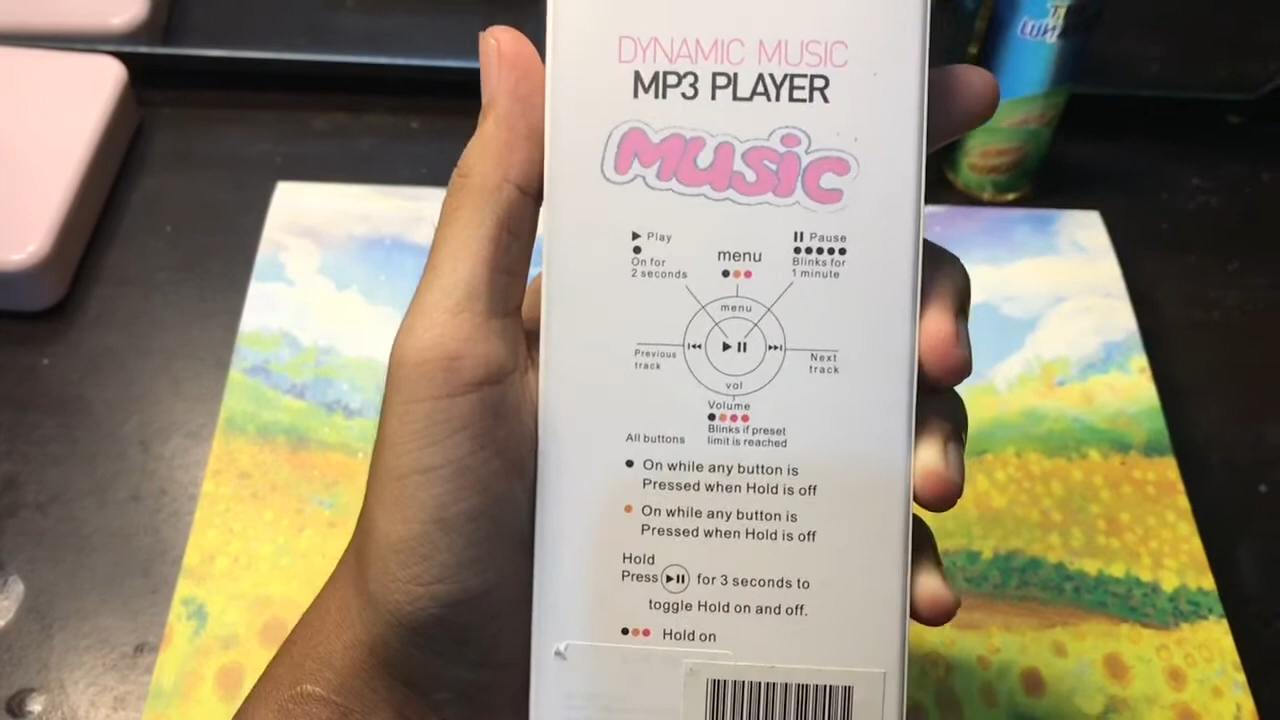 DYNAMIC MUSIC
MP3 PLAYER
music
Play
On for
2 seconds
menu
Pause
Blinks for
1 minute
menu
Previous
track
Next
track
vol
Volume
Blinks if preset
limit is reached
All buttons
On while any button is
Pressed when Hold is off
On while any button is
Pressed when Hold is off
Hold
Press for 3 seconds to
toggle Hold on and off.
Hold on